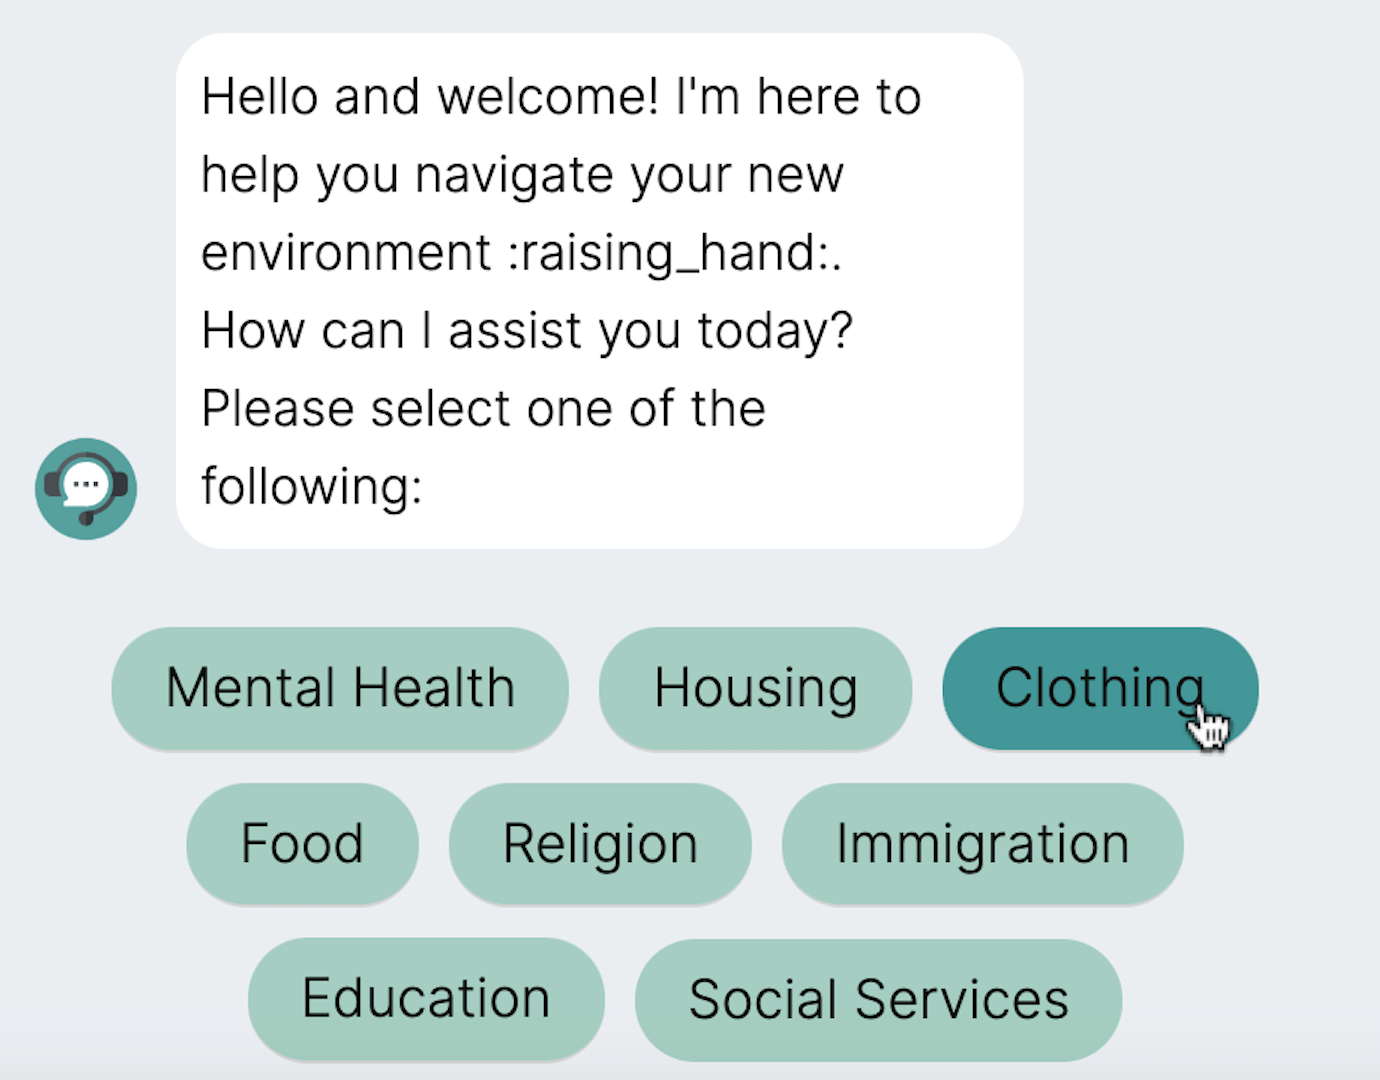 Hello and welcome! I'm here to
help you navigate your new
environment :raising_hand:.
How can I assist you today?
Please select one of the
following:
Mental Health Housing Clothing
Food Religion Immigration
Education Social Services